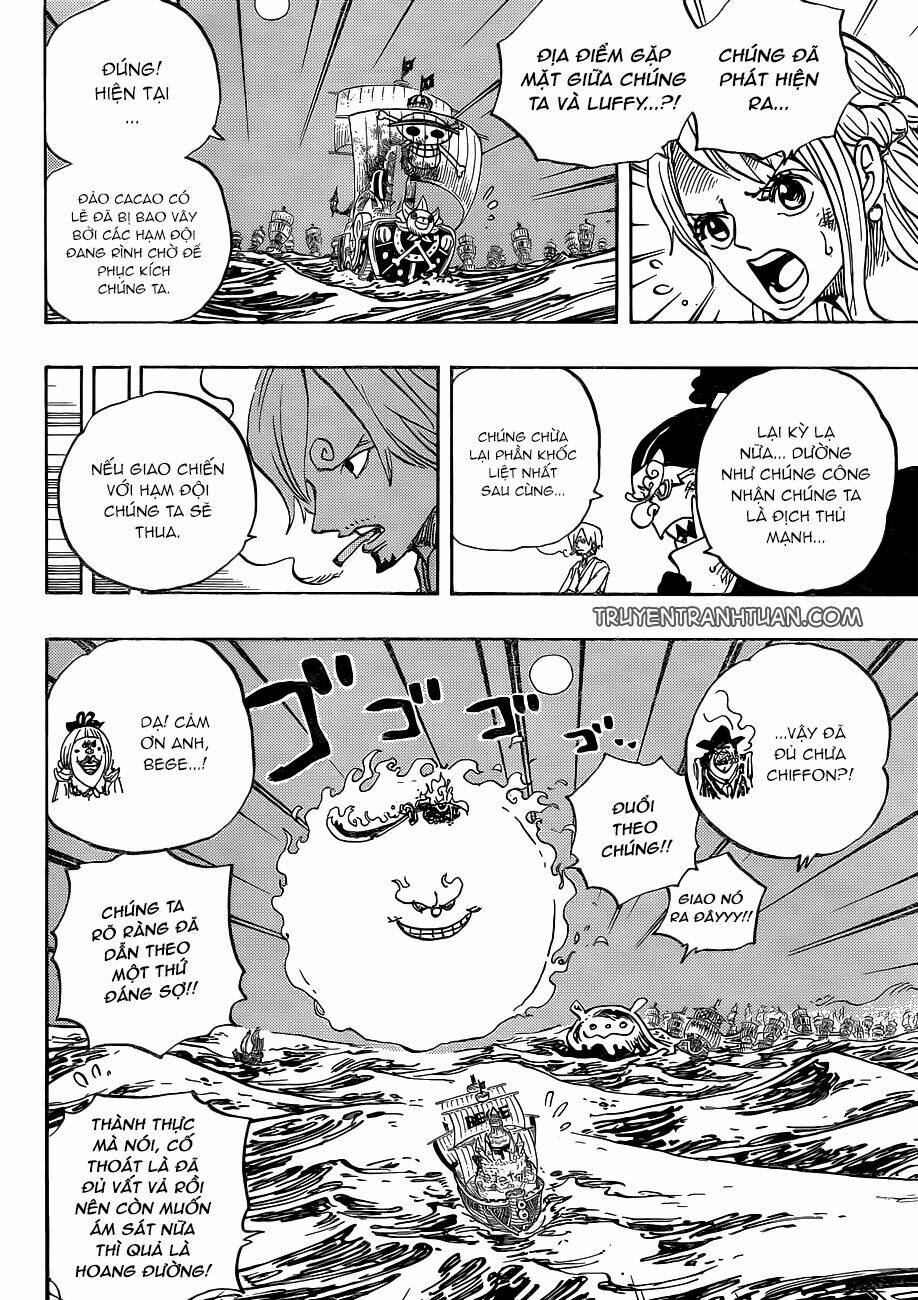 CHÚNG ĐÃ
PHÁT HIỆN
RA...
ĐỊA ĐIỂM GẶP
MẶT GIỮA CHÚNG
TA VÀ LUFFY...?!
ĐÚNG!
HIỆN TẠI
...
ĐẢO CACAO CÓ
LẼ ĐÃ BỊ BAO VÂY
BỞI CÁC HẠM ĐỘI
ĐANG RÌNH CHỜ ĐỂ
PHỤC KÍCH
CHÚNG TA.
LẠI KỲ LẠ
NỮA... DƯỜNG
NHƯ CHÚNG CÔNG
NHẬN CHÚNG TA
LÀ ĐỊCH THỦ
MẠNH...
CHÚNG CHỪA
LẠI PHẦN KHỐC
LIỆT NHẤT
SAU CÙNG...
NẾU GIAO CHIẾN
VỚI HẠM ĐỘI
CHÚNG TA SẼ
THUA.
TRUYENTRANHTUAN.COM
...VẬY ĐÃ
ĐỦ CHƯA
CHIFFON?!
ĐUỔI
THEO
CHÚNG!!
GIAO NÓ
RA ĐÂYYY!!
ゴゴゴゴ...
DẠ! CẢM
ƠN ANH,
BEGE...!
CHÚNG TA
RÕ RÀNG ĐÃ
DẪN THEO
MỘT THỨ
ĐÁNG SỢ!!
BEGE
THÀNH THỰC
MÀ NÓI, CỐ
THOÁT LÀ ĐÃ
ĐỦ VẤT VẢ RỒI
NÊN CÒN MUỐN
ÁM SÁT NỮA
THÌ QUẢ LÀ
HOANG ĐƯỜNG!